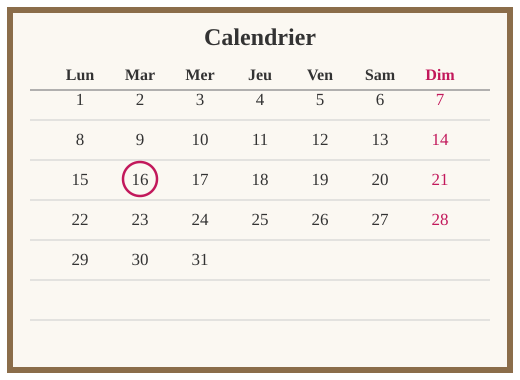 Calendrier
Lun Mar Mer Jeu Ven Sam Dim
1 2 3 4 5 6 7
8 9 10 11 12 13 14
15 16 17 18 19 20 21
22 23 24 25 26 27 28
29 30 31